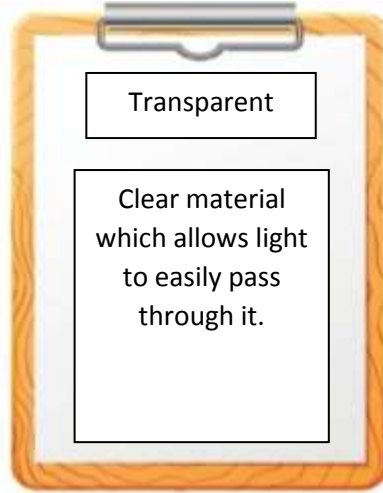 Transparent
Clear material
which allows light
to easily pass
through it.